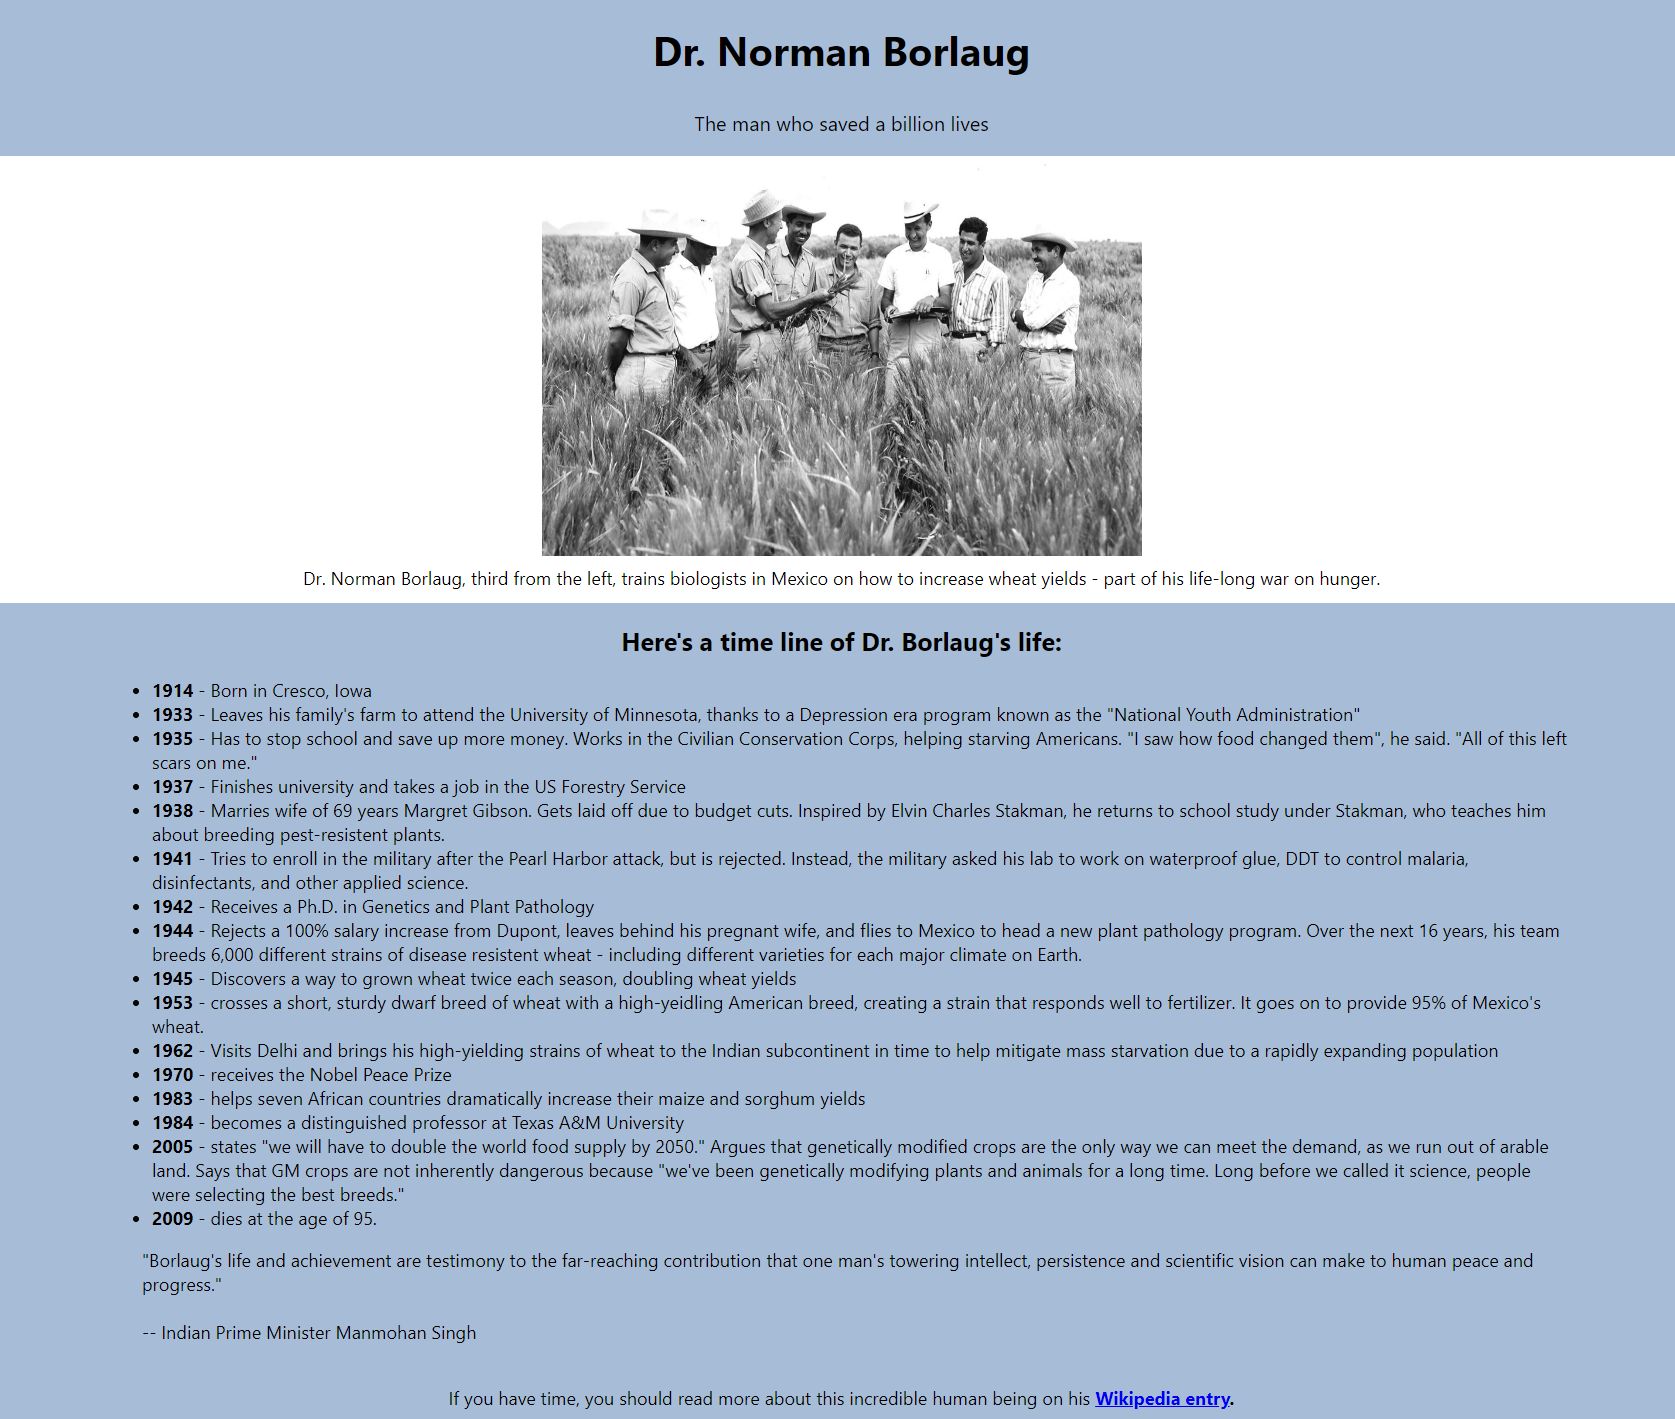 Dr. Norman Borlaug
The man who saved a billion lives
Dr. Norman Borlaug, third from the left, trains biologists in Mexico on how to increase wheat yields - part of his life-long war on hunger.
Here's a time line of Dr. Borlaug's life:
• 1914 - Born in Cresco, Iowa
• 1933 - Leaves his family's farm to attend the University of Minnesota, thanks to a Depression era program known as the "National Youth Administration"
• 1935 - Has to stop school and save up more money. Works in the Civilian Conservation Corps, helping starving Americans. "I saw how food changed them", he said. "All of this left
scars on me."
• 1937 - Finishes university and takes a job in the US Forestry Service
• 1938 - Marries wife of 69 years Margret Gibson. Gets laid off due to budget cuts. Inspired by Elvin Charles Stakman, he returns to school study under Stakman, who teaches him
about breeding pest-resistent plants.
• 1941 - Tries to enroll in the military after the Pearl Harbor attack, but is rejected. Instead, the military asked his lab to work on waterproof glue, DDT to control malaria,
disinfectants, and other applied science.
• 1942 - Receives a Ph.D. in Genetics and Plant Pathology
• 1944 - Rejects a 100% salary increase from Dupont, leaves behind his pregnant wife, and flies to Mexico to head a new plant pathology program. Over the next 16 years, his team
breeds 6,000 different strains of disease resistent wheat - including different varieties for each major climate on Earth.
• 1945 - Discovers a way to grown wheat twice each season, doubling wheat yields
• 1953 - crosses a short, sturdy dwarf breed of wheat with a high-yeidling American breed, creating a strain that responds well to fertilizer. It goes on to provide 95% of Mexico's
wheat.
• 1962 - Visits Delhi and brings his high-yielding strains of wheat to the Indian subcontinent in time to help mitigate mass starvation due to a rapidly expanding population
• 1970 - receives the Nobel Peace Prize
• 1983 - helps seven African countries dramatically increase their maize and sorghum yields
• 1984 - becomes a distinguished professor at Texas A&M University
• 2005 - states "we will have to double the world food supply by 2050." Argues that genetically modified crops are the only way we can meet the demand, as we run out of arable
land. Says that GM crops are not inherently dangerous because "we've been genetically modifying plants and animals for a long time. Long before we called it science, people
were selecting the best breeds."
• 2009 - dies at the age of 95.
"Borlaug's life and achievement are testimony to the far-reaching contribution that one man's towering intellect, persistence and scientific vision can make to human peace and
progress."
-- Indian Prime Minister Manmohan Singh
If you have time, you should read more about this incredible human being on his Wikipedia entry.